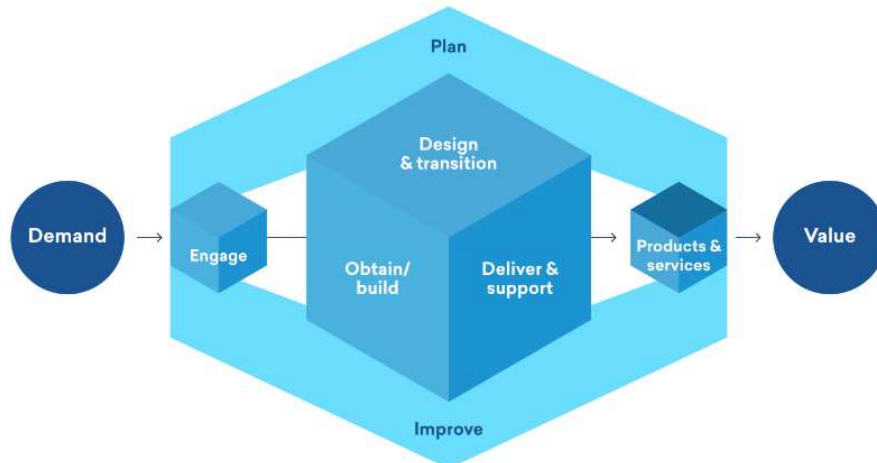 Plan
Design
& transition
Demand
Engage
Obtain/
build
Deliver &
support
Products &
services
Value
Improve